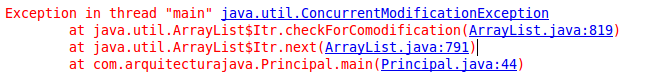 Exception in thread "main" java.util.ConcurrentModificationException
at java.util.ArrayList$Itr.checkForComodification(ArrayList.java:819)
at java.util.ArrayList$Itr.next(ArrayList.java:791)
at com.arquitecturajava.Principal.main(Principal.java:44)